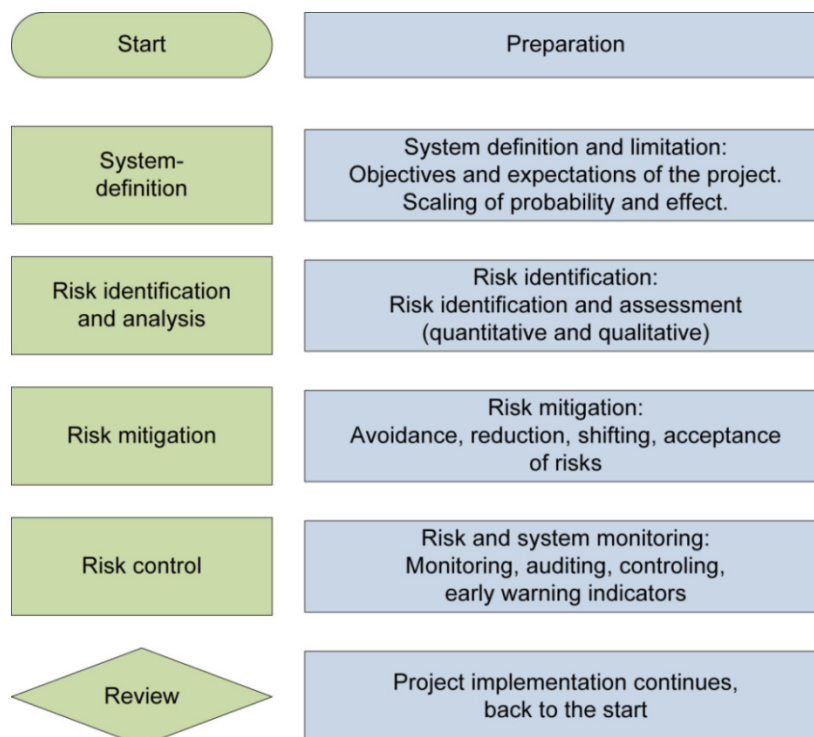 Start
Preparation
System-
definition
System definition and limitation:
Objectives and expectations of the project.
Scaling of probability and effect.
Risk identification
and analysis
Risk identification:
Risk identification and assessment
(quantitative and qualitative)
Risk mitigation
Risk mitigation:
Avoidance, reduction, shifting, acceptance
of risks
Risk control
Risk and system monitoring:
Monitoring, auditing, controling,
early warning indicators
Review
Project implementation continues,
back to the start